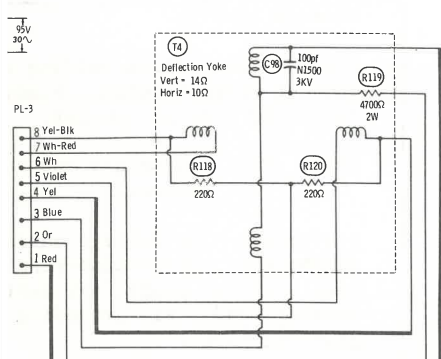 95V
30∿
T4
Deflection Yoke
Vert = 14Ω
Horiz = 10Ω
C98
100pf
N1500
3KV
R119
4700Ω
2W
PL-3
8 Yel-Blk
7 Wh-Red
6 Wh
5 Violet
4 Yel
3 Blue
2 Or
1 Red
R118
220Ω
R120
220Ω